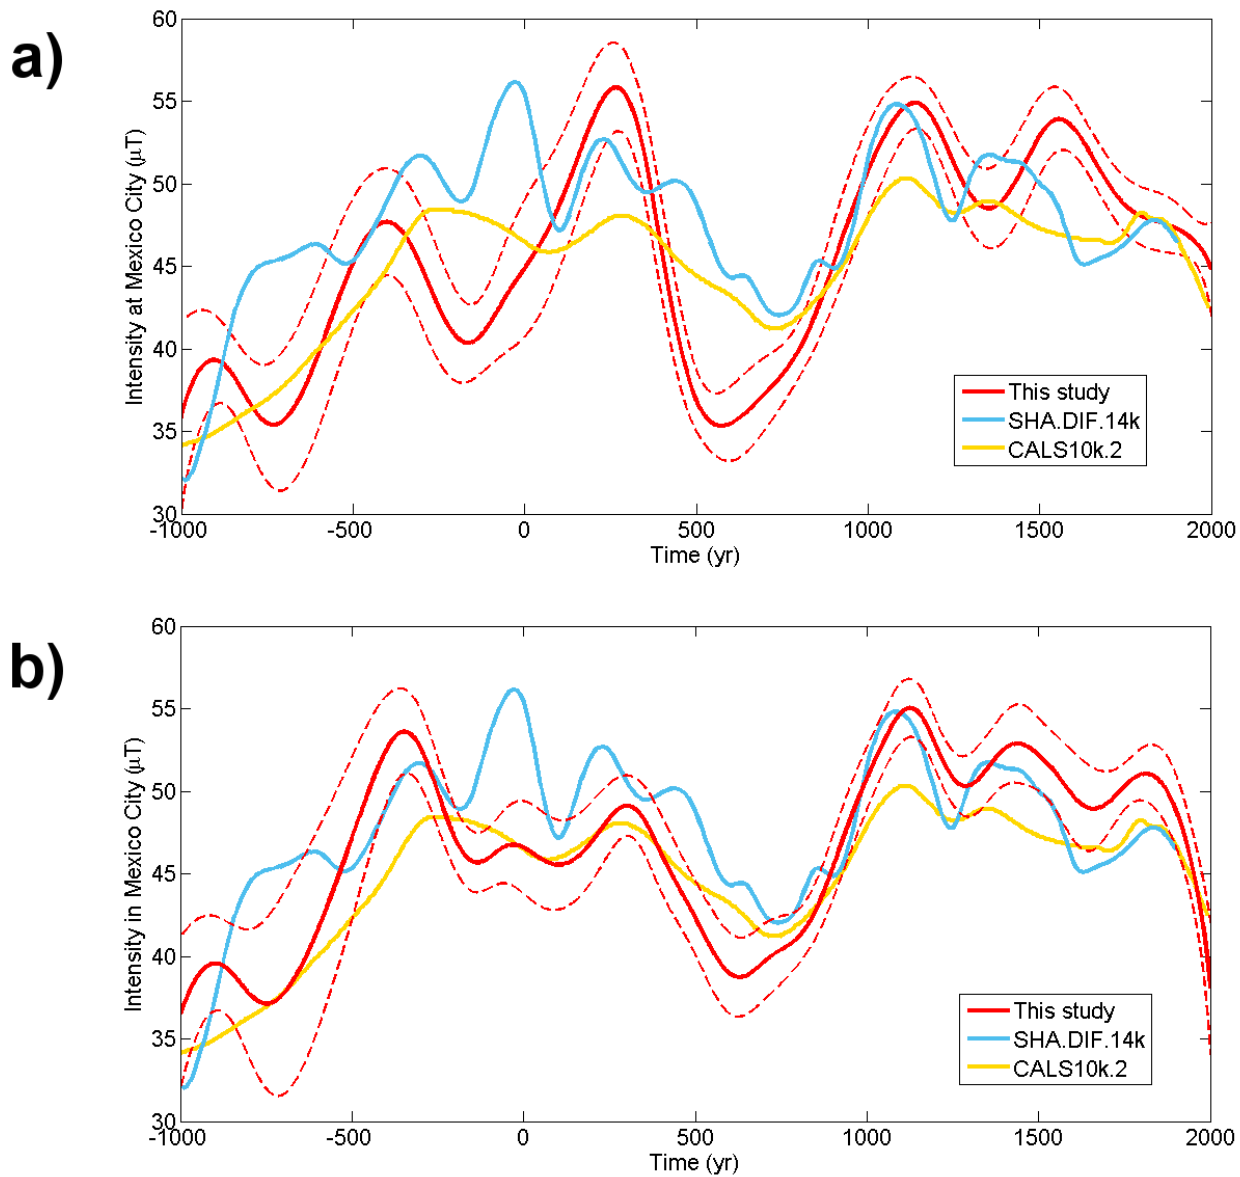 a)
60
55
50
45
40
35
30
Intensity at Mexico City (μT)
This study
SHA.DIF.14k
CALS10k.2
-1000 -500 0 500 1000 1500 2000
Time (yr)
b)
60
55
50
45
40
35
30
Intensity in Mexico City (μT)
This study
SHA.DIF.14k
CALS10k.2
-1000 -500 0 500 1000 1500 2000
Time (yr)